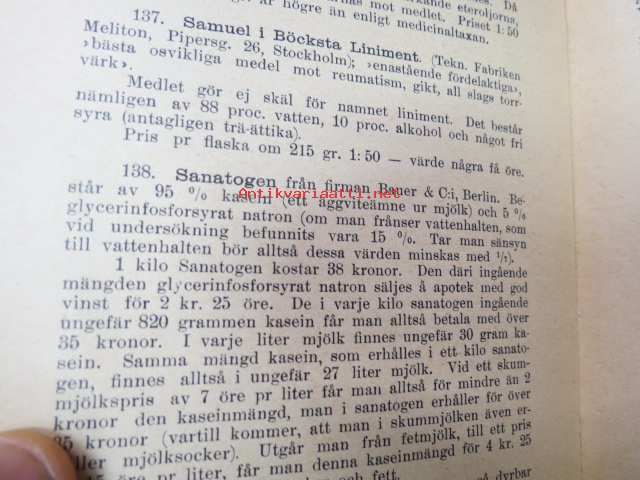 rkande eteroljorna,
nas mot medlet. Priset 1:50
är högre än enligt medicinaltaxan.
137. Samuel i Böcksta Liniment. (Tekn. Fabriken
Meliton, Pipersg. 26, Stockholm); ›enastående fördelaktiga›,
›bästa osvikliga medel mot reumatism, gikt, all slags torr-
värk›.
Medlet gör ej skäl för namnet liniment. Det består
nämligen av 88 proc. vatten, 10 proc. alkohol och något fri
syra (antagligen trä-ättika).
Pris pr flaska om 215 gr. 1:50 — värde några få öre.
138. Sanatogen från firman Bauer & C:i, Berlin. Be-
står av 95 % kasein (ett äggviteämne ur mjölk) och 5 %
Antikvariaatti.net
glycerinfosforsyrat natron (om man frånser vattenhalten, som
vid undersökning befunnits vara 15 %. Tar man sänsyn
till vattenhalten bör alltså dessa värden minskas med 1/7).
1 kilo Sanatogen kostar 38 kronor. Den däri ingående
mängden glycerinfosforsyrat natron säljes å apotek med god
vinst för 2 kr. 25 öre. De i varje kilo sanatogen ingående
ungefär 820 grammen kasein får man alltså betala med över
35 kronor. I varje liter mjölk finnes ungefär 30 gram ka-
sein. Samma mängd kasein, som erhålles i ett kilo sanato-
gen, finnes alltså i ungefär 27 liter mjölk. Vid ett skum-
mjölkspris av 7 öre pr liter får man alltså för mindre än 2
kronor den kaseinmängd, man i sanatogen erhåller för över
35 kronor (vartill kommer, att man i skummjölken även er-
åller mjölksocker). Utgår man från fetmjölk, till ett pris
öre pr liter, får man denna kaseinmängd för 4 kr. 25
och fett.
så dyrbar